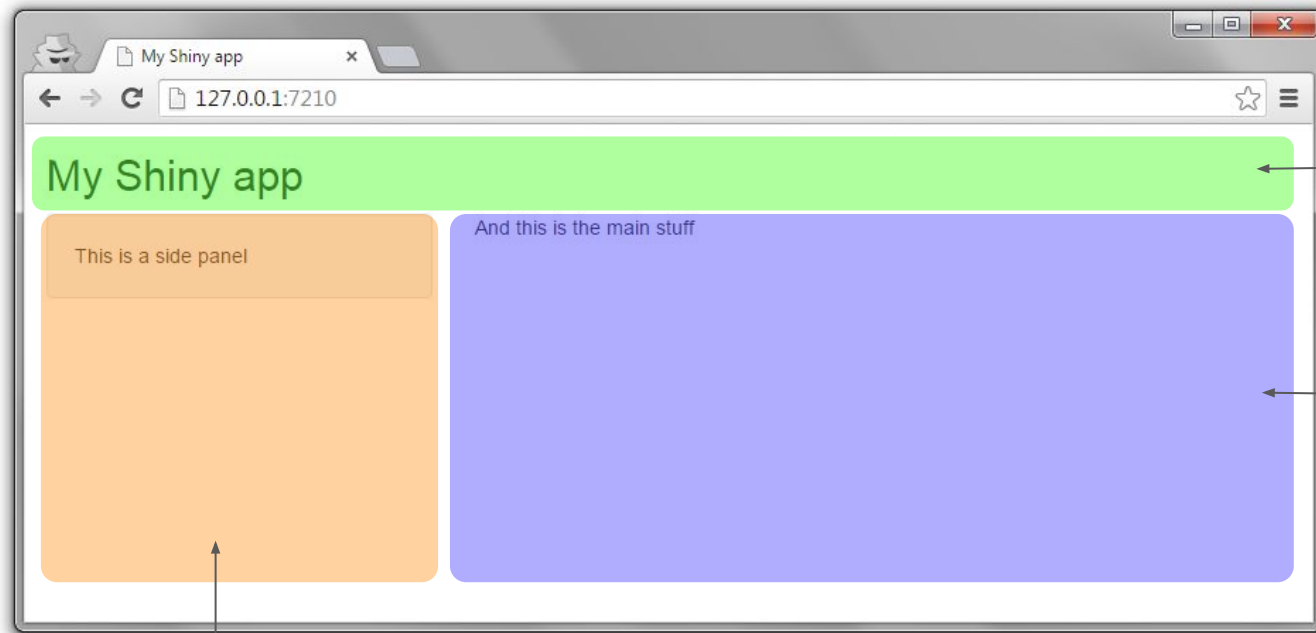 My Shiny app
127.0.0.1:7210
My Shiny app
This is a side panel
And this is the main stuff